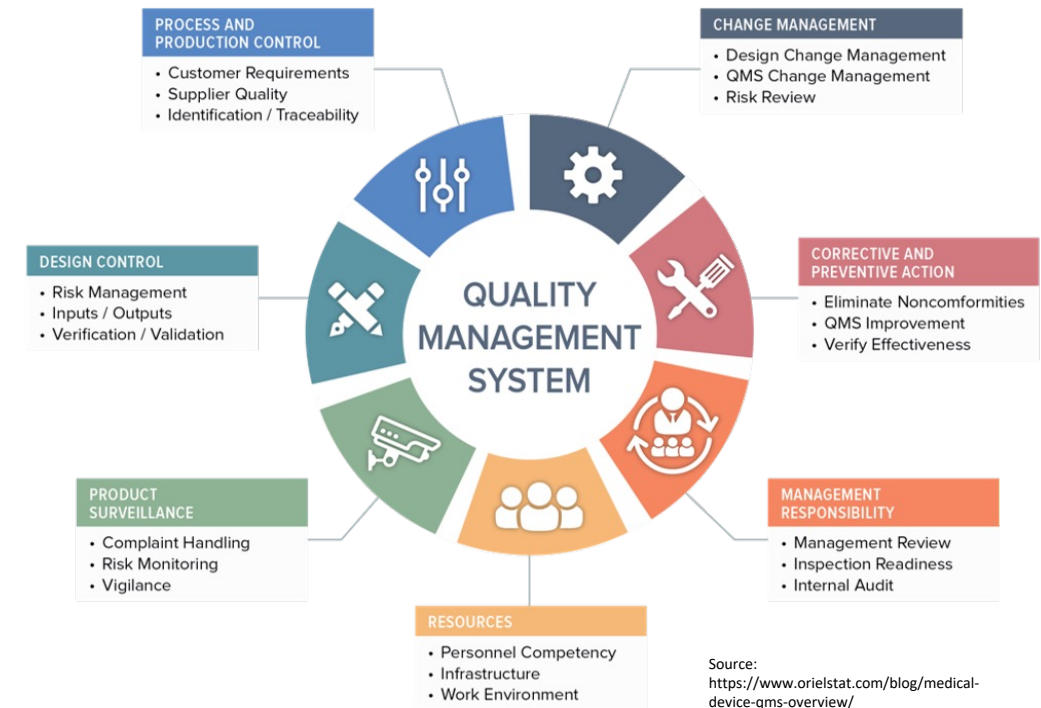 PROCESS AND
PRODUCTION CONTROL
• Customer Requirements
• Supplier Quality
• Identification / Traceability
CHANGE MANAGEMENT
• Design Change Management
• QMS Change Management
• Risk Review
DESIGN CONTROL
• Risk Management
• Inputs / Outputs
• Verification / Validation
QUALITY
MANAGEMENT
SYSTEM
CORRECTIVE AND
PREVENTIVE ACTION
• Eliminate Noncomformities
• QMS Improvement
• Verify Effectiveness
PRODUCT
SURVEILLANCE
• Complaint Handling
• Risk Monitoring
• Vigilance
MANAGEMENT
RESPONSIBILITY
• Management Review
• Inspection Readiness
• Internal Audit
RESOURCES
• Personnel Competency
• Infrastructure
• Work Environment
Source:
https://www.orielstat.com/blog/medical-
device-qms-overview/